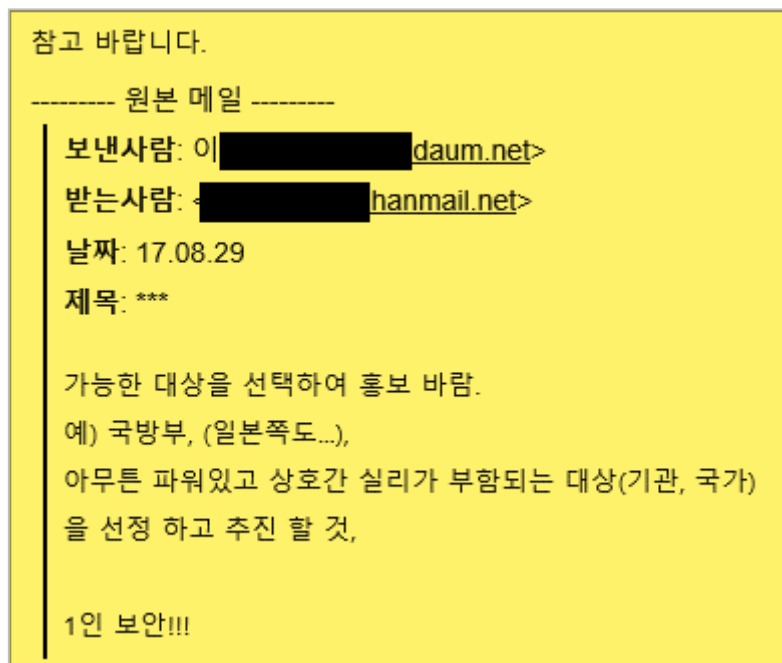 참고 바랍니다.
--------- 원본 메일 ---------
보낸사람: 이 daum.net>
받는사람: < hanmail.net>
날짜: 17.08.29
제목: ***
가능한 대상을 선택하여 홍보 바람.
예) 국방부, (일본쪽도...),
아무튼 파워있고 상호간 실리가 부합되는 대상(기관, 국가)
을 선정 하고 추진 할 것,
1인 보안!!!